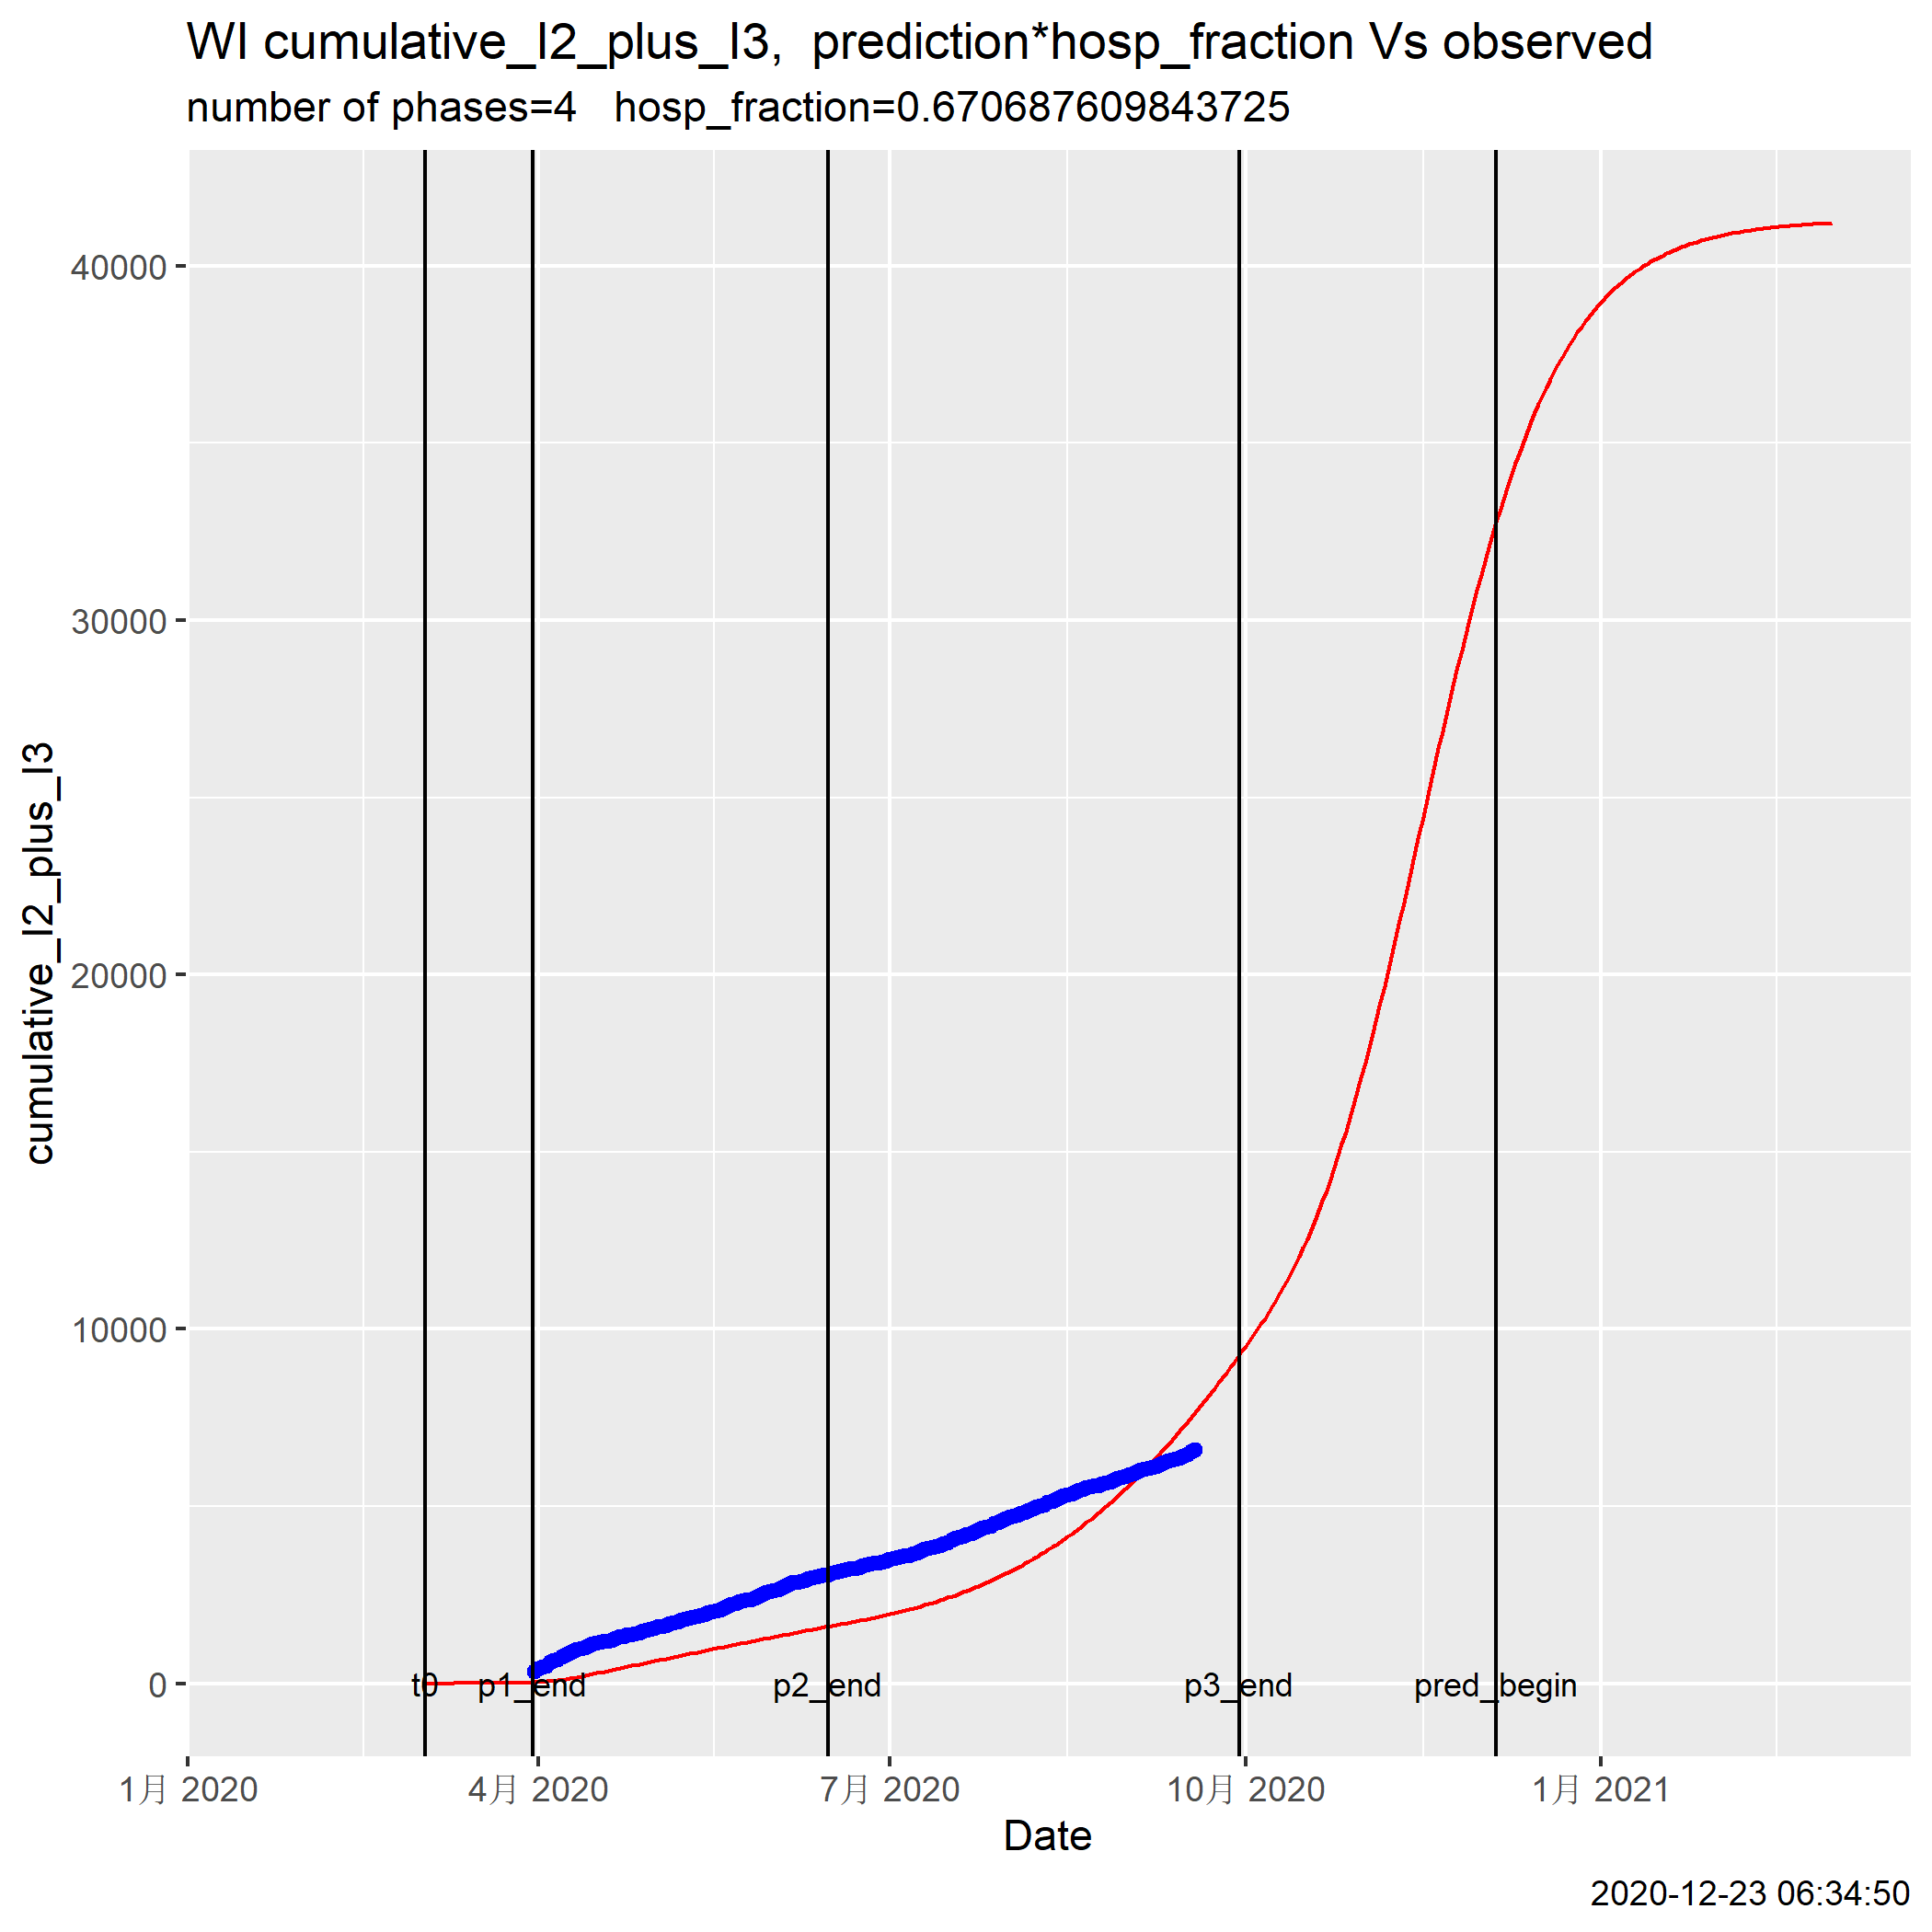 WI cumulative_I2_plus_I3,  prediction*hosp_fraction Vs observed
number of phases=4   hosp_fraction=0.670687609843725
cumulative_I2_plus_I3
40000
30000
20000
10000
0
t0 p1_end p2_end p3_end pred_begin
1月 2020 4月 2020 7月 2020 10月 2020 1月 2021
Date
2020-12-23 06:34:50